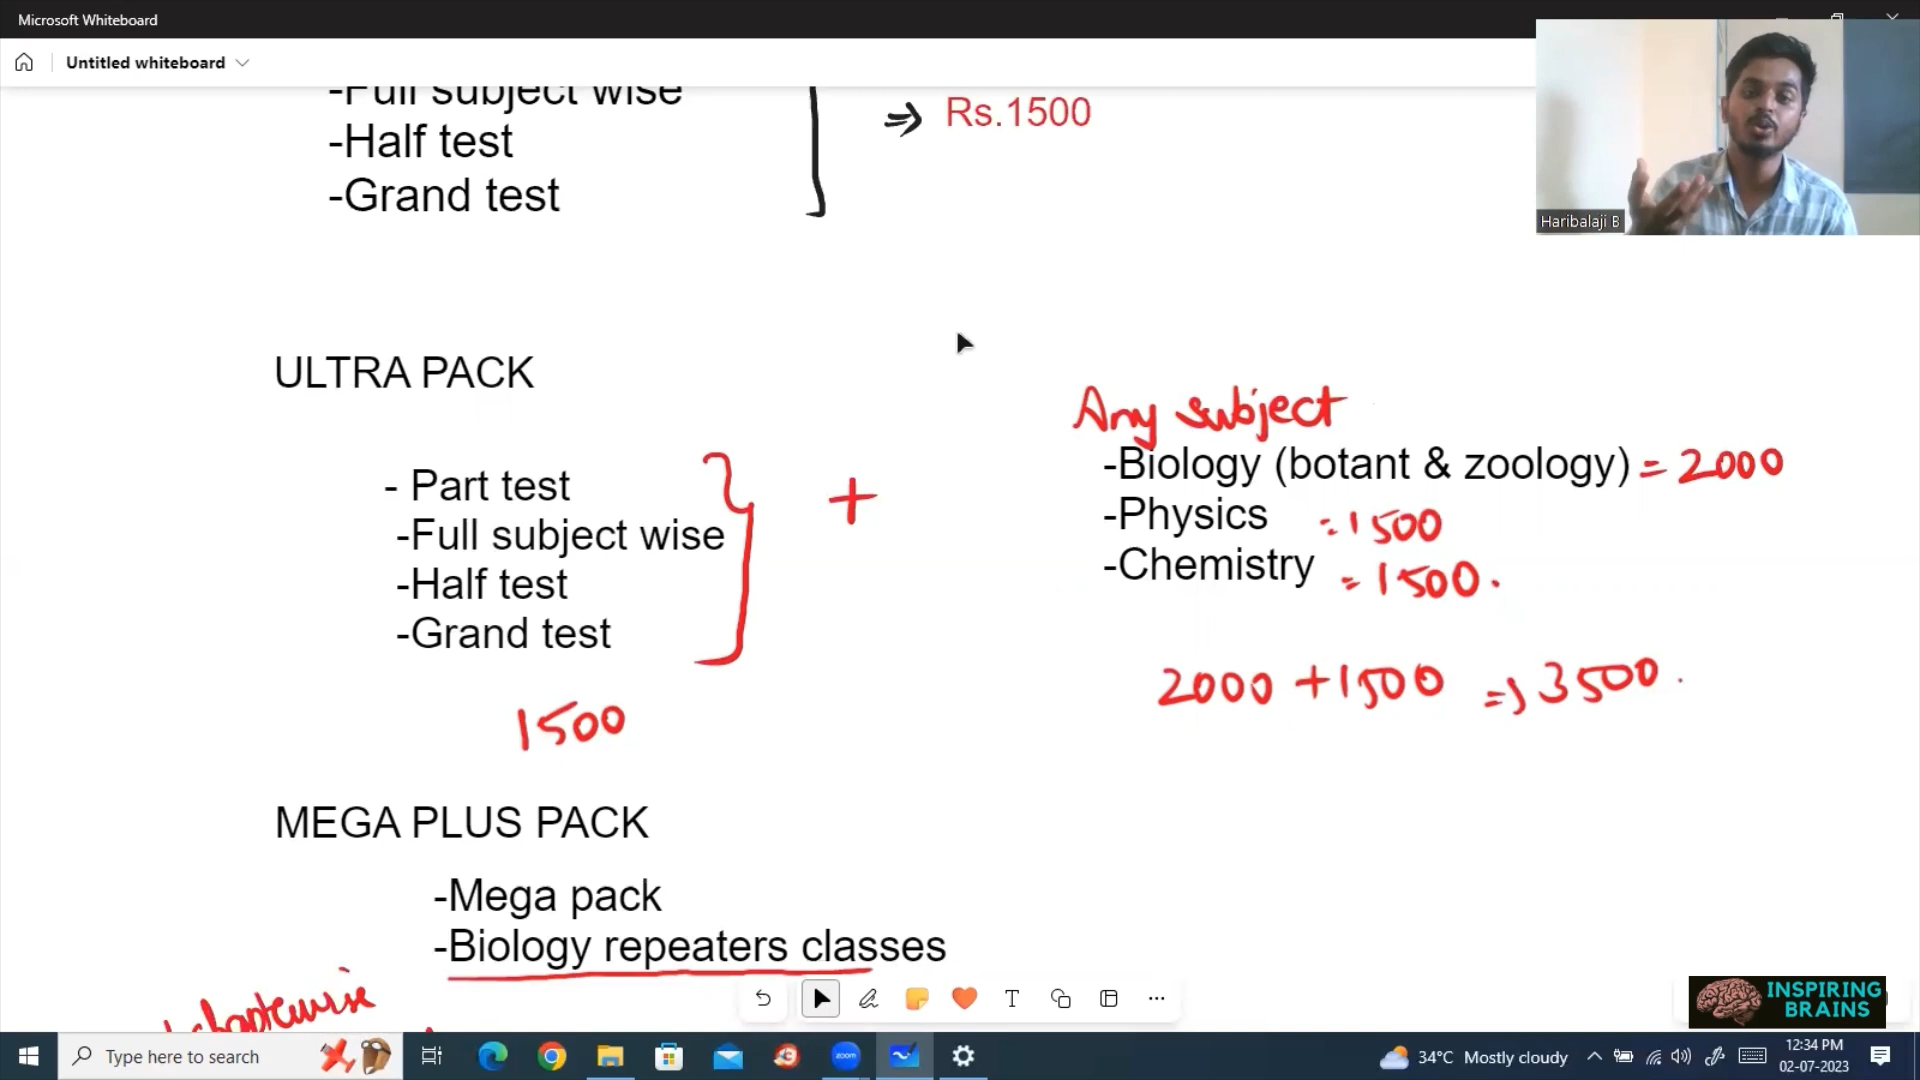 Microsoft Whiteboard
Untitled whiteboard
-Full subject wise
-Half test
-Grand test
⇒ Rs.1500
Haribalaji B
ULTRA PACK
- Part test
-Full subject wise
-Half test
-Grand test
1500
+
Any subject
-Biology (botant & zoology) = 2000
-Physics = 1500
-Chemistry = 1500.
2000 + 1500 => 3500.
MEGA PLUS PACK
-Mega pack
-Biology repeaters classes
T
INSPIRING
BRAINS
Type here to search
zoom
34°C Mostly cloudy
12:34 PM
02-07-2023